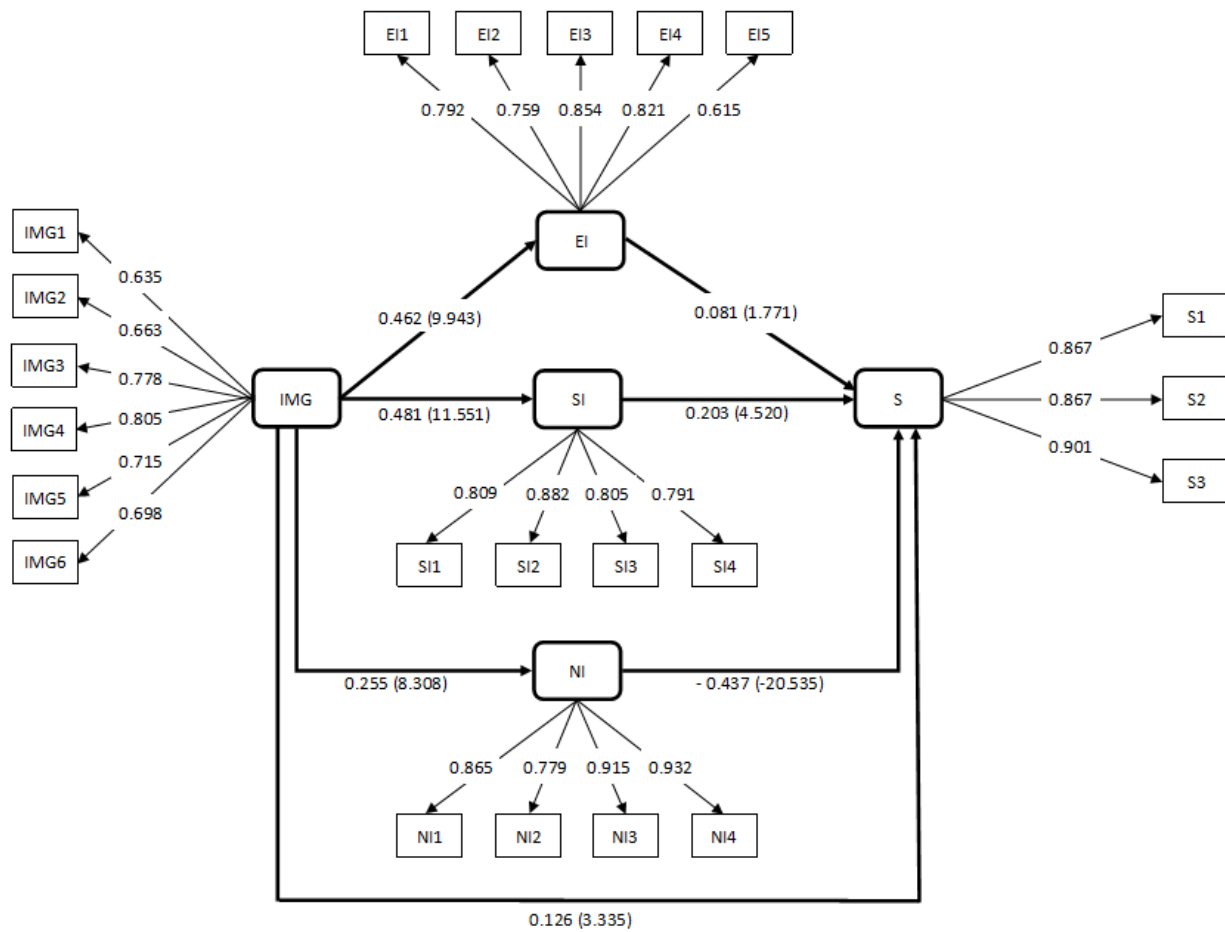 EI1 EI2 EI3 EI4 EI5
0.792 0.759 0.854 0.821 0.615
EI
IMG1
IMG2
IMG3
IMG4
IMG5
IMG6
0.635
0.663
0.778
0.805
0.715
0.698
IMG
0.462 (9.943)
0.081 (1.771)
0.481 (11.551)
SI
0.203 (4.520)
S
0.867
0.867
0.901
S1
S2
S3
0.809 0.882 0.805 0.791
SI1 SI2 SI3 SI4
NI
0.255 (8.308)
- 0.437 (-20.535)
0.865 0.779 0.915 0.932
NI1 NI2 NI3 NI4
0.126 (3.335)